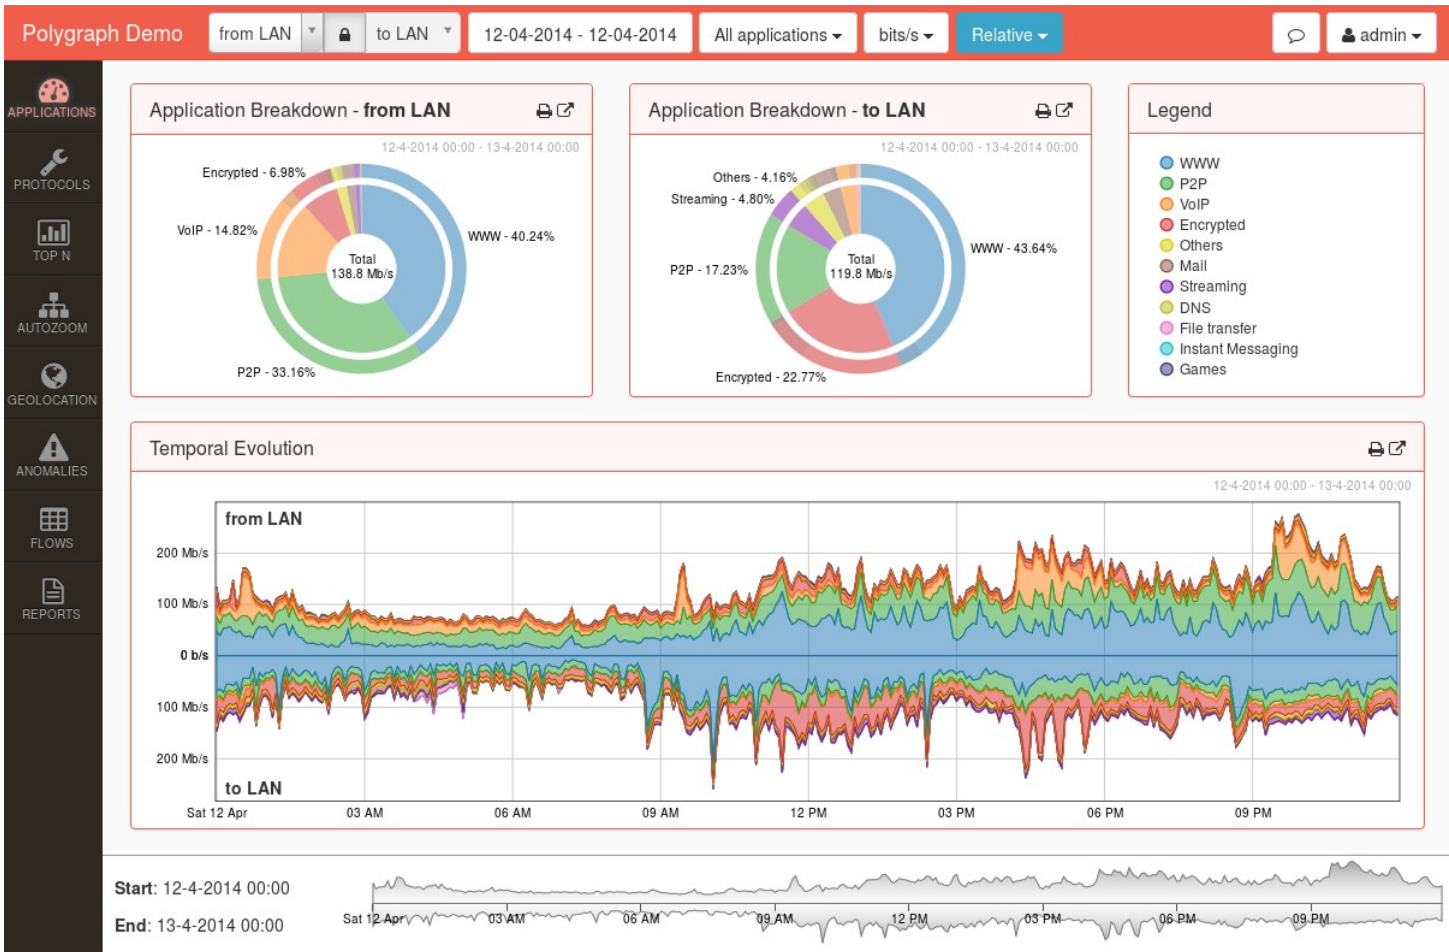 Polygraph Demo
from LAN
to LAN
12-04-2014 - 12-04-2014
All applications
bits/s
Relative
admin
APPLICATIONS
PROTOCOLS
TOP N
AUTOZOOM
GEOLOCATION
ANOMALIES
FLOWS
REPORTS
Application Breakdown - from LAN
12-4-2014 00:00 - 13-4-2014 00:00
Encrypted - 6.98%
VoIP - 14.82%
WWW - 40.24%
Total
138.8 Mb/s
P2P - 33.16%
Application Breakdown - to LAN
12-4-2014 00:00 - 13-4-2014 00:00
Others - 4.16%
Streaming - 4.80%
WWW - 43.64%
P2P - 17.23%
Total
119.8 Mb/s
Encrypted - 22.77%
Legend
WWW
P2P
VoIP
Encrypted
Others
Mail
Streaming
DNS
File transfer
Instant Messaging
Games
Temporal Evolution
12-4-2014 00:00 - 13-4-2014 00:00
from LAN
200 Mb/s
100 Mb/s
0 b/s
100 Mb/s
200 Mb/s
to LAN
Sat 12 Apr 03 AM 06 AM 09 AM 12 PM 03 PM 06 PM 09 PM
Start: 12-4-2014 00:00
End: 13-4-2014 00:00
Sat 12 Apr 03 AM 06 AM 09 AM 12 PM 03 PM 06 PM 09 PM